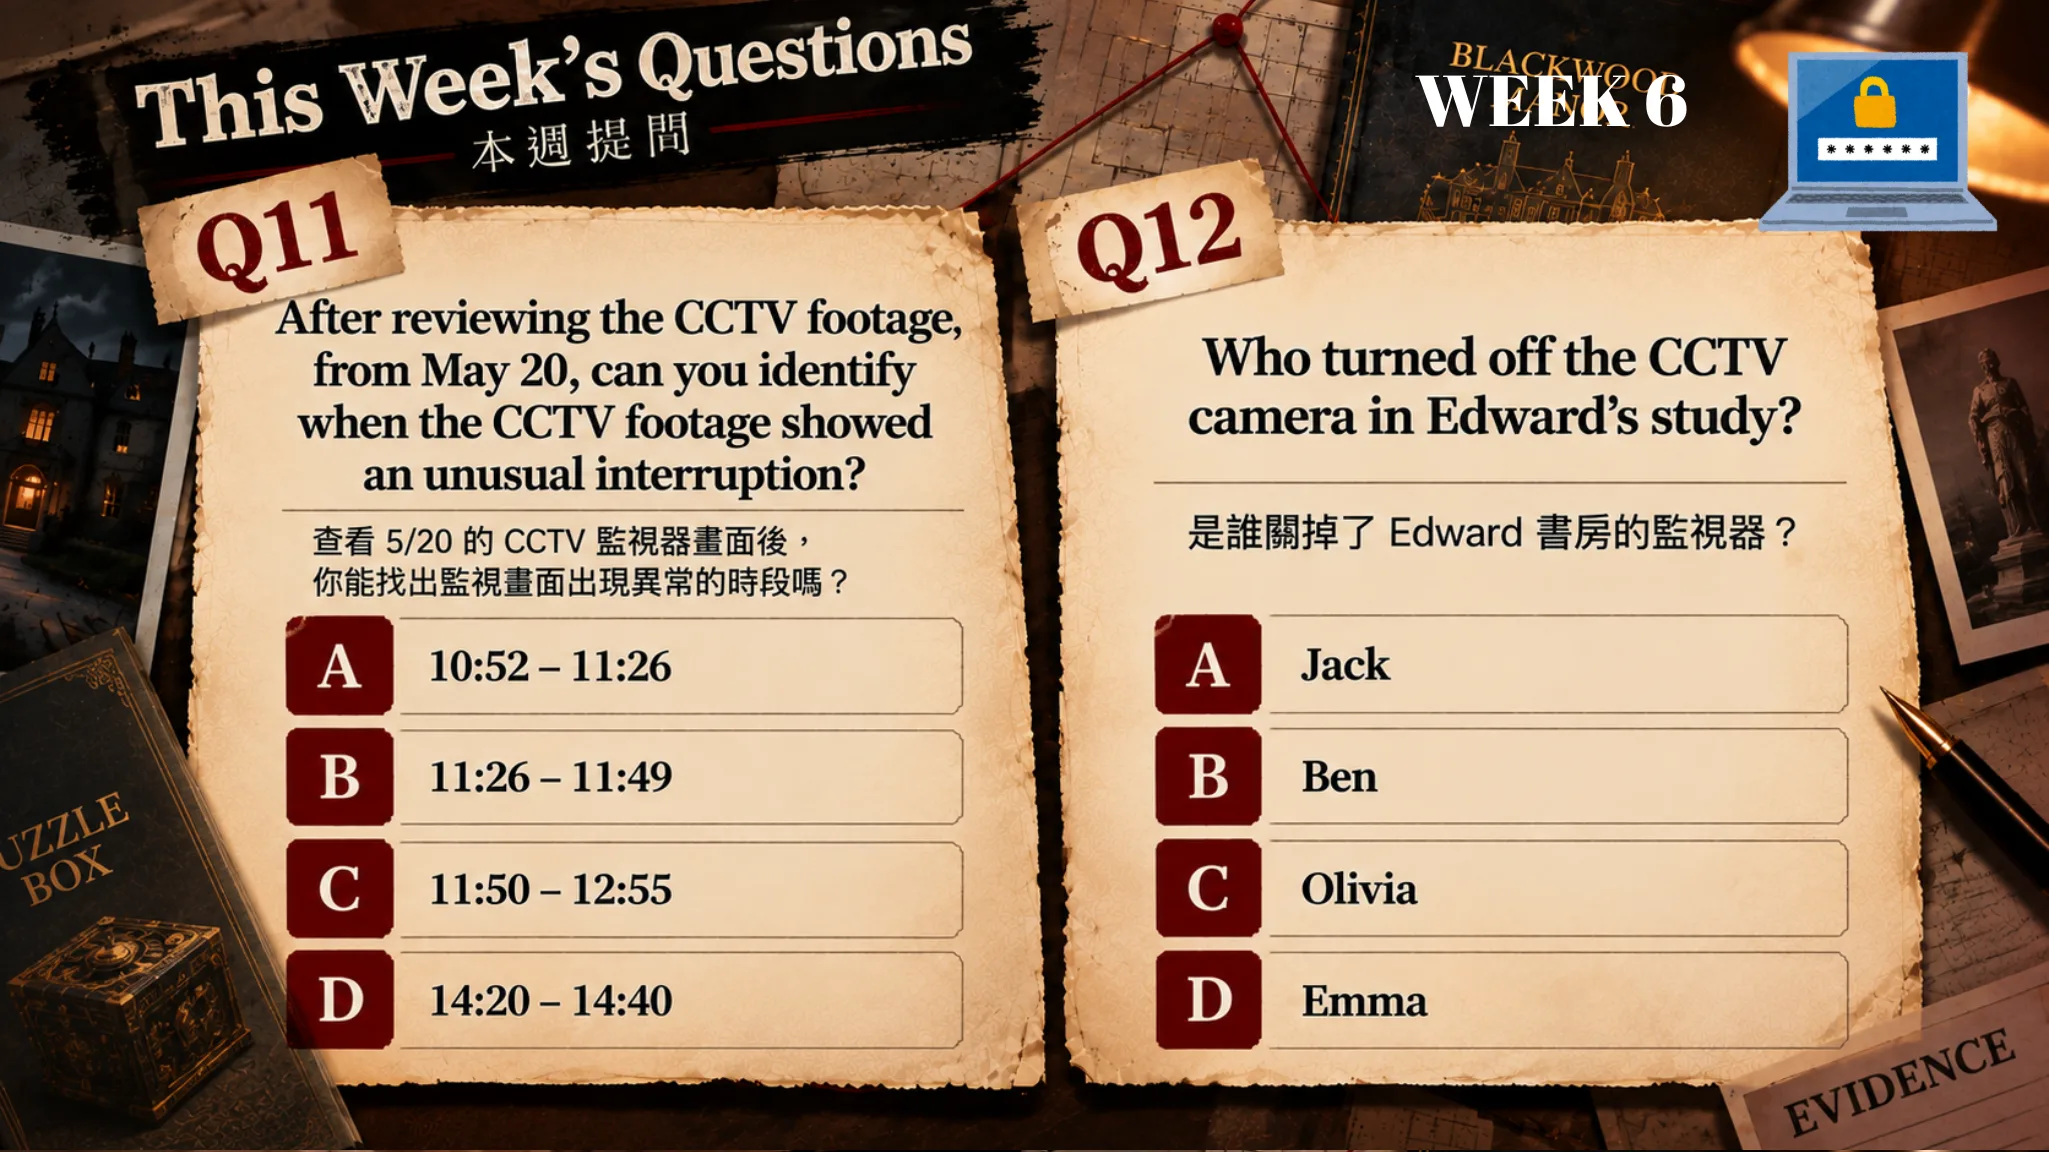 This Week's Questions
本週提問
BLACKWOOD
MANOR
WEEK 6
******
Q11
After reviewing the CCTV footage,
from May 20, can you identify
when the CCTV footage showed
an unusual interruption?
查看 5/20 的 CCTV 監視器畫面後，
你能找出監視畫面出現異常的時段嗎？
A
10:52 – 11:26
B
11:26 – 11:49
C
11:50 – 12:55
D
14:20 – 14:40
Q12
Who turned off the CCTV
camera in Edward's study?
是誰關掉了 Edward 書房的監視器？
A
Jack
B
Ben
C
Olivia
D
Emma
UZZLE
BOX
EVIDENCE